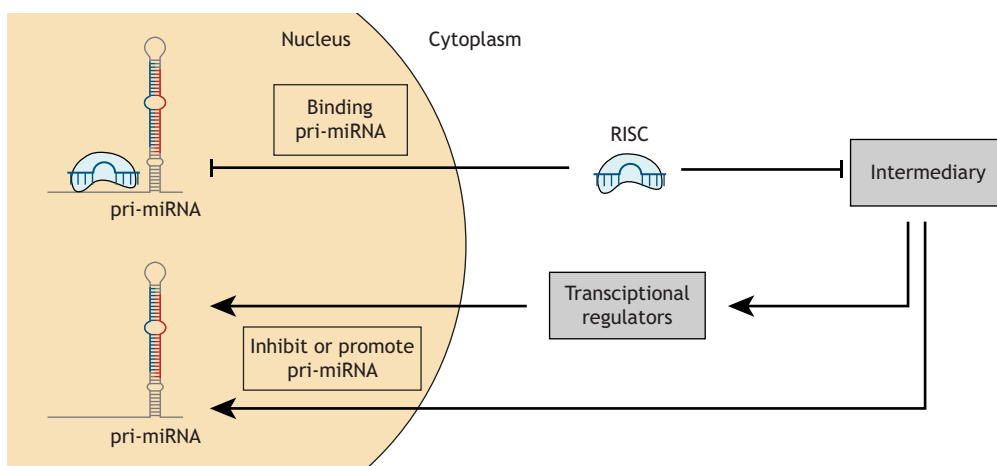 Nucleus
Cytoplasm
Binding
pri-miRNA
RISC
Intermediary
pri-miRNA
Transciptional
regulators
Inhibit or promote
pri-miRNA
pri-miRNA